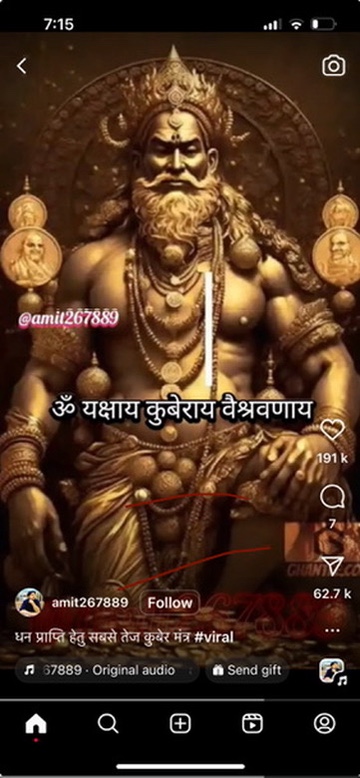 7:15
@amit267889
ॐ यक्षाय कुबेराय वैश्रवणाय
191 k
7
62.7 k
amit267889
Follow
धन प्राप्ति हेतु सबसे तेज कुबेर मंत्र #viral
67889 · Original audio
Send gift